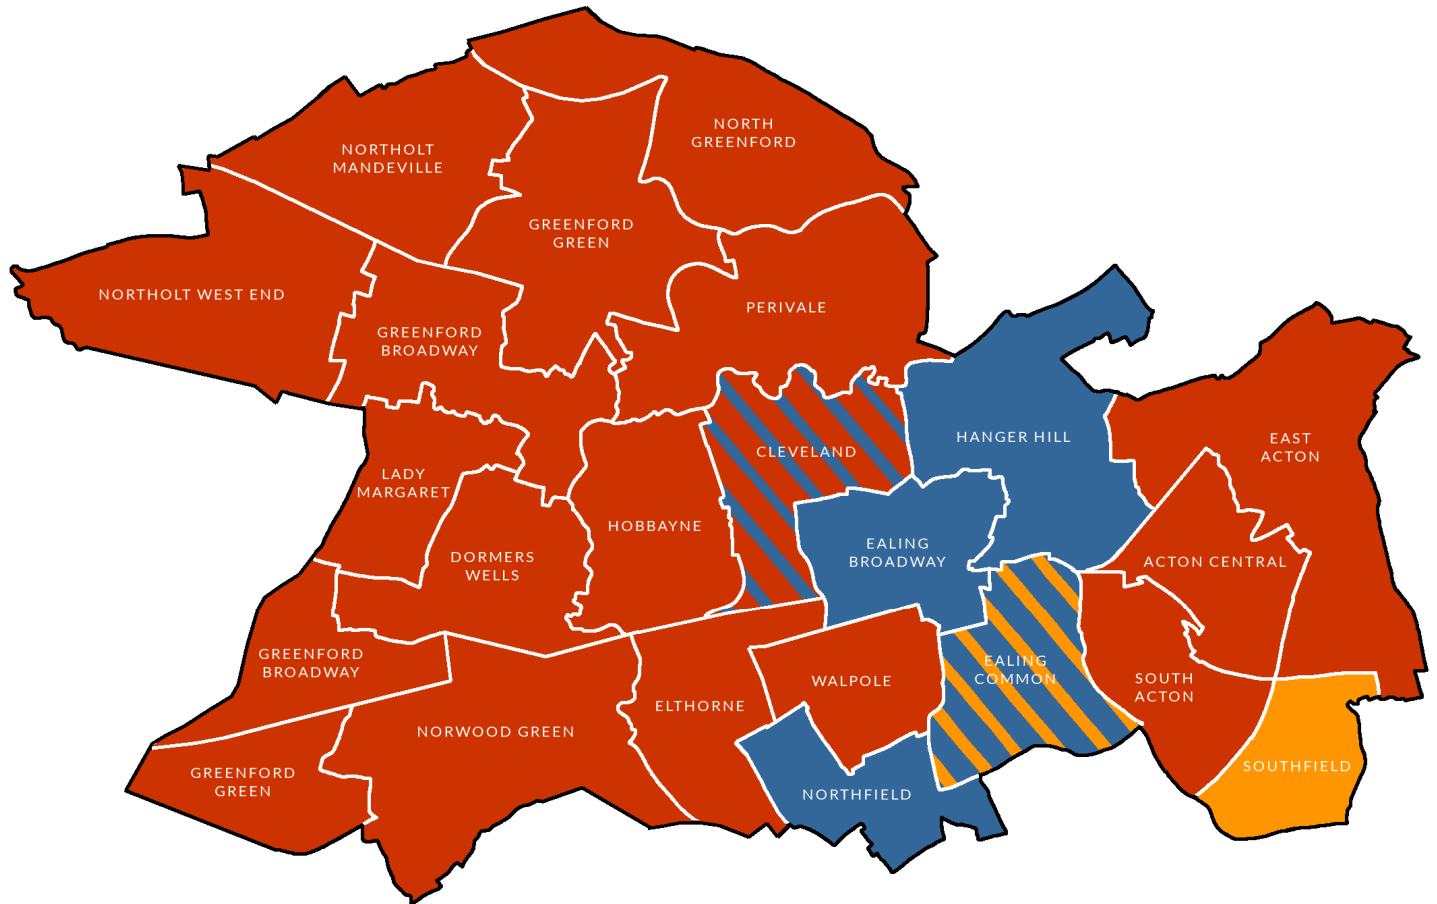 NORTH
GREENFORD
NORTHOLT
MANDEVILLE
GREENFORD
GREEN
NORTHOLT WEST END
PERIVALE
GREENFORD
BROADWAY
HANGER HILL
EAST
ACTON
CLEVELAND
LADY
MARGARET
HOBBAYNE
EALING
BROADWAY
DORMERS
WELLS
ACTON CENTRAL
GREENFORD
BROADWAY
EALING
COMMON
WALPOLE
SOUTH
ACTON
ELTHORNE
NORWOOD GREEN
SOUTHFIELD
GREENFORD
GREEN
NORTHFIELD